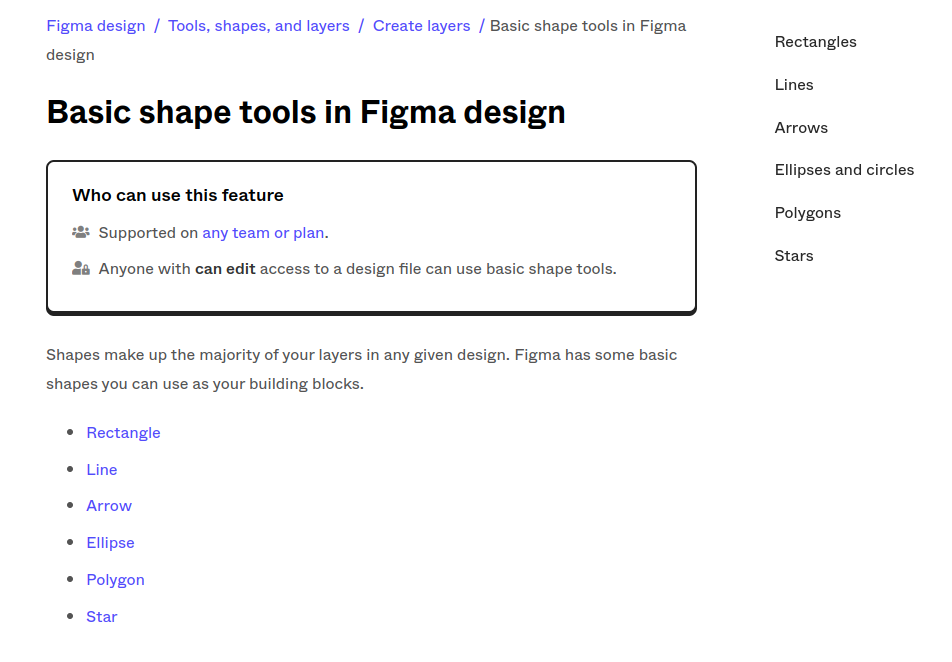 Figma design / Tools, shapes, and layers / Create layers / Basic shape tools in Figma
design
Basic shape tools in Figma design
Who can use this feature
Supported on any team or plan.
Anyone with can edit access to a design file can use basic shape tools.
Shapes make up the majority of your layers in any given design. Figma has some basic
shapes you can use as your building blocks.
Rectangle
Line
Arrow
Ellipse
Polygon
Star
Rectangles
Lines
Arrows
Ellipses and circles
Polygons
Stars